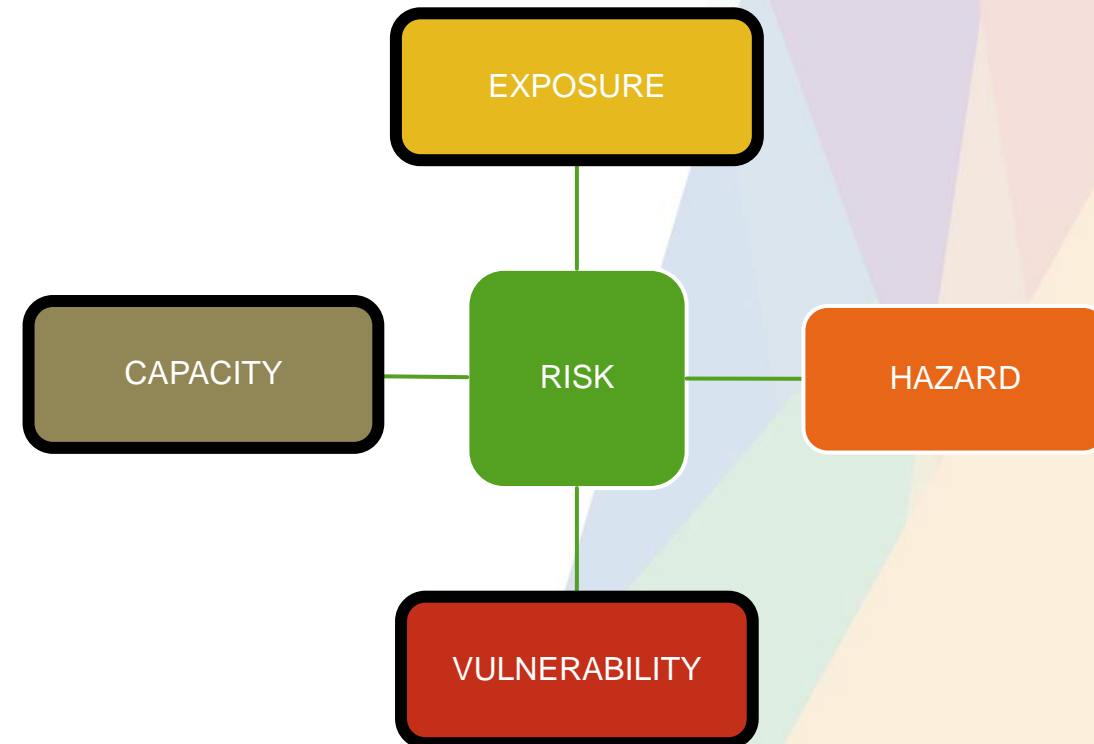 EXPOSURE
CAPACITY
RISK
HAZARD
VULNERABILITY